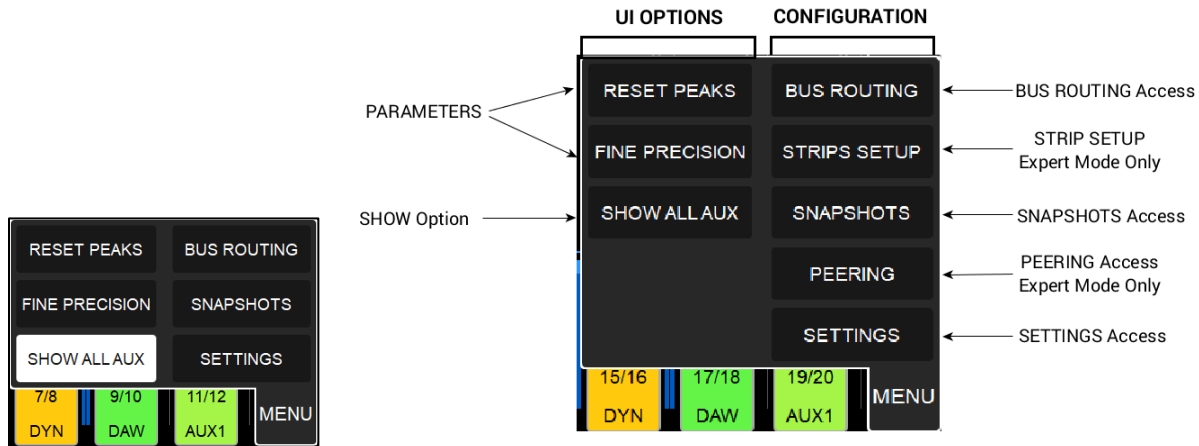 UI OPTIONS CONFIGURATION
RESET PEAKS BUS ROUTING
FINE PRECISION SNAPSHOTS
SHOW ALL AUX SETTINGS
7/8 9/10 11/12
DYN DAW AUX1 MENU
PARAMETERS
SHOW Option
RESET PEAKS BUS ROUTING
FINE PRECISION STRIPS SETUP
SHOW ALL AUX SNAPSHOTS
PEERING
SETTINGS
15/16 17/18 19/20
DYN DAW AUX1 MENU
BUS ROUTING Access
STRIP SETUP
Expert Mode Only
SNAPSHOTS Access
PEERING Access
Expert Mode Only
SETTINGS Access